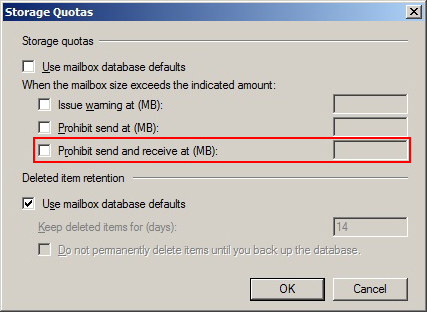 Storage Quotas
Storage quotas
Use mailbox database defaults
When the mailbox size exceeds the indicated amount:
Issue warning at (MB):
Prohibit send at (MB):
Prohibit send and receive at (MB):
Deleted item retention
Use mailbox database defaults
Keep deleted items for (days): 14
Do not permanently delete items until you back up the database.
OK Cancel